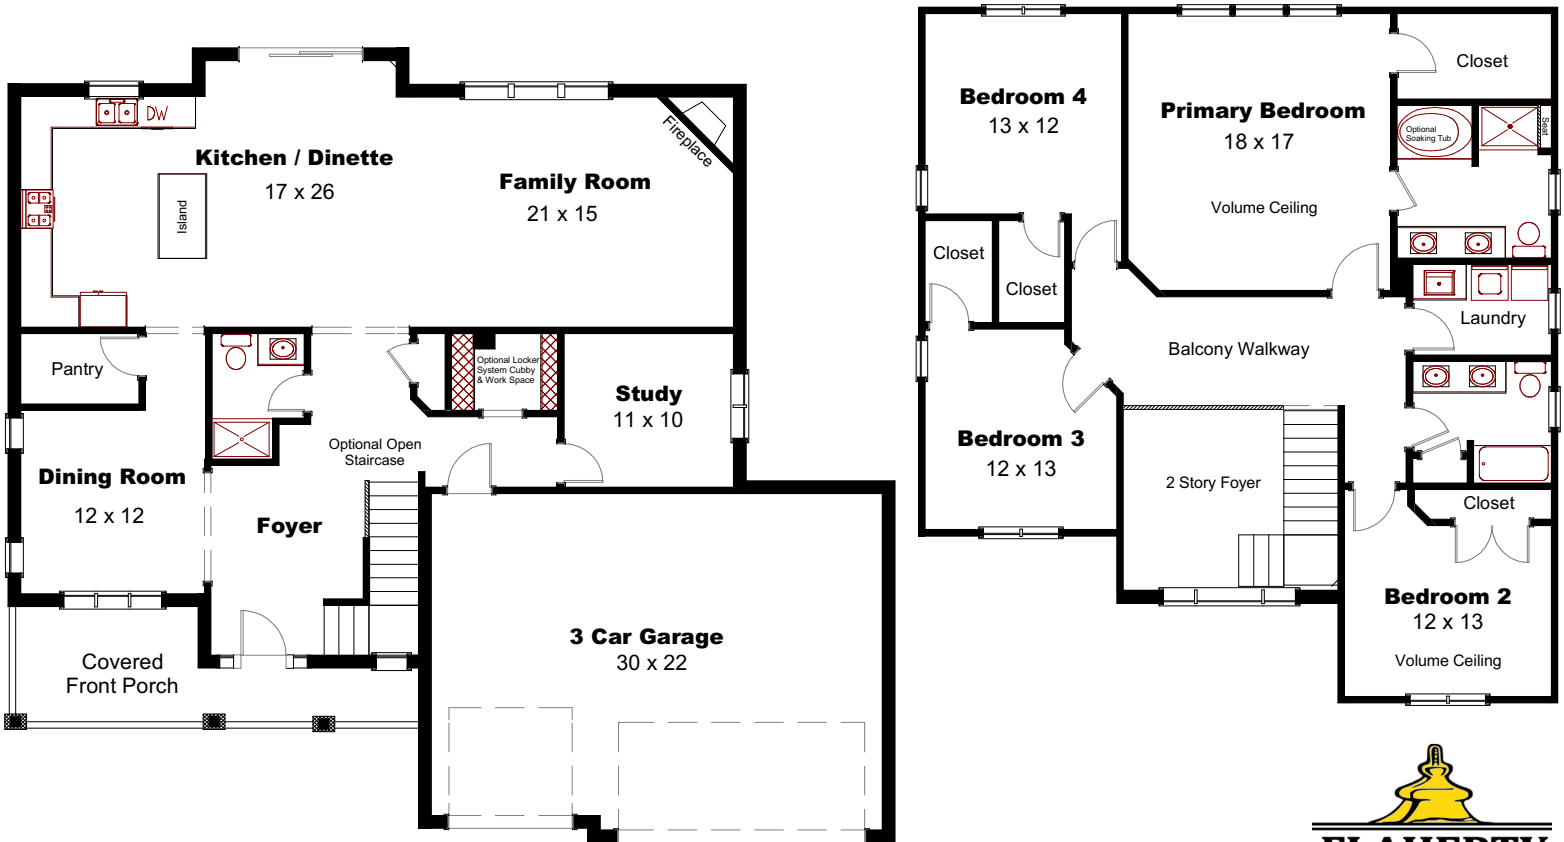 DW
Kitchen / Dinette
17 x 26
Island
Family Room
21 x 15
Fireplace
Pantry
Optional Locker
System Cubby
& Work Space
Study
11 x 10
Optional Open
Staircase
Dining Room
12 x 12
Foyer
3 Car Garage
30 x 22
Covered
Front Porch
Bedroom 4
13 x 12
Primary Bedroom
18 x 17
Volume Ceiling
Closet
Optional
Soaking Tub
Seat
Closet
Closet
Laundry
Balcony Walkway
Bedroom 3
12 x 13
2 Story Foyer
Closet
Bedroom 2
12 x 13
Volume Ceiling
FLAHERTY